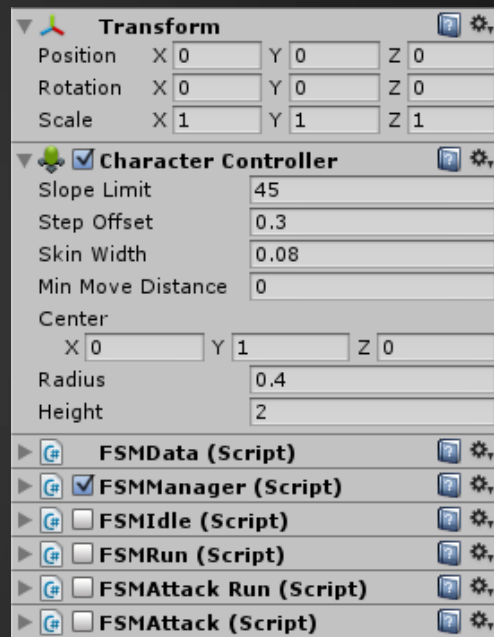 Transform
Position X 0 Y 0 Z 0
Rotation X 0 Y 0 Z 0
Scale X 1 Y 1 Z 1
Character Controller
Slope Limit 45
Step Offset 0.3
Skin Width 0.08
Min Move Distance 0
Center
X 0 Y 1 Z 0
Radius 0.4
Height 2
FSMData (Script)
FSMManager (Script)
FSMIdle (Script)
FSMRun (Script)
FSMAttack Run (Script)
FSMAttack (Script)